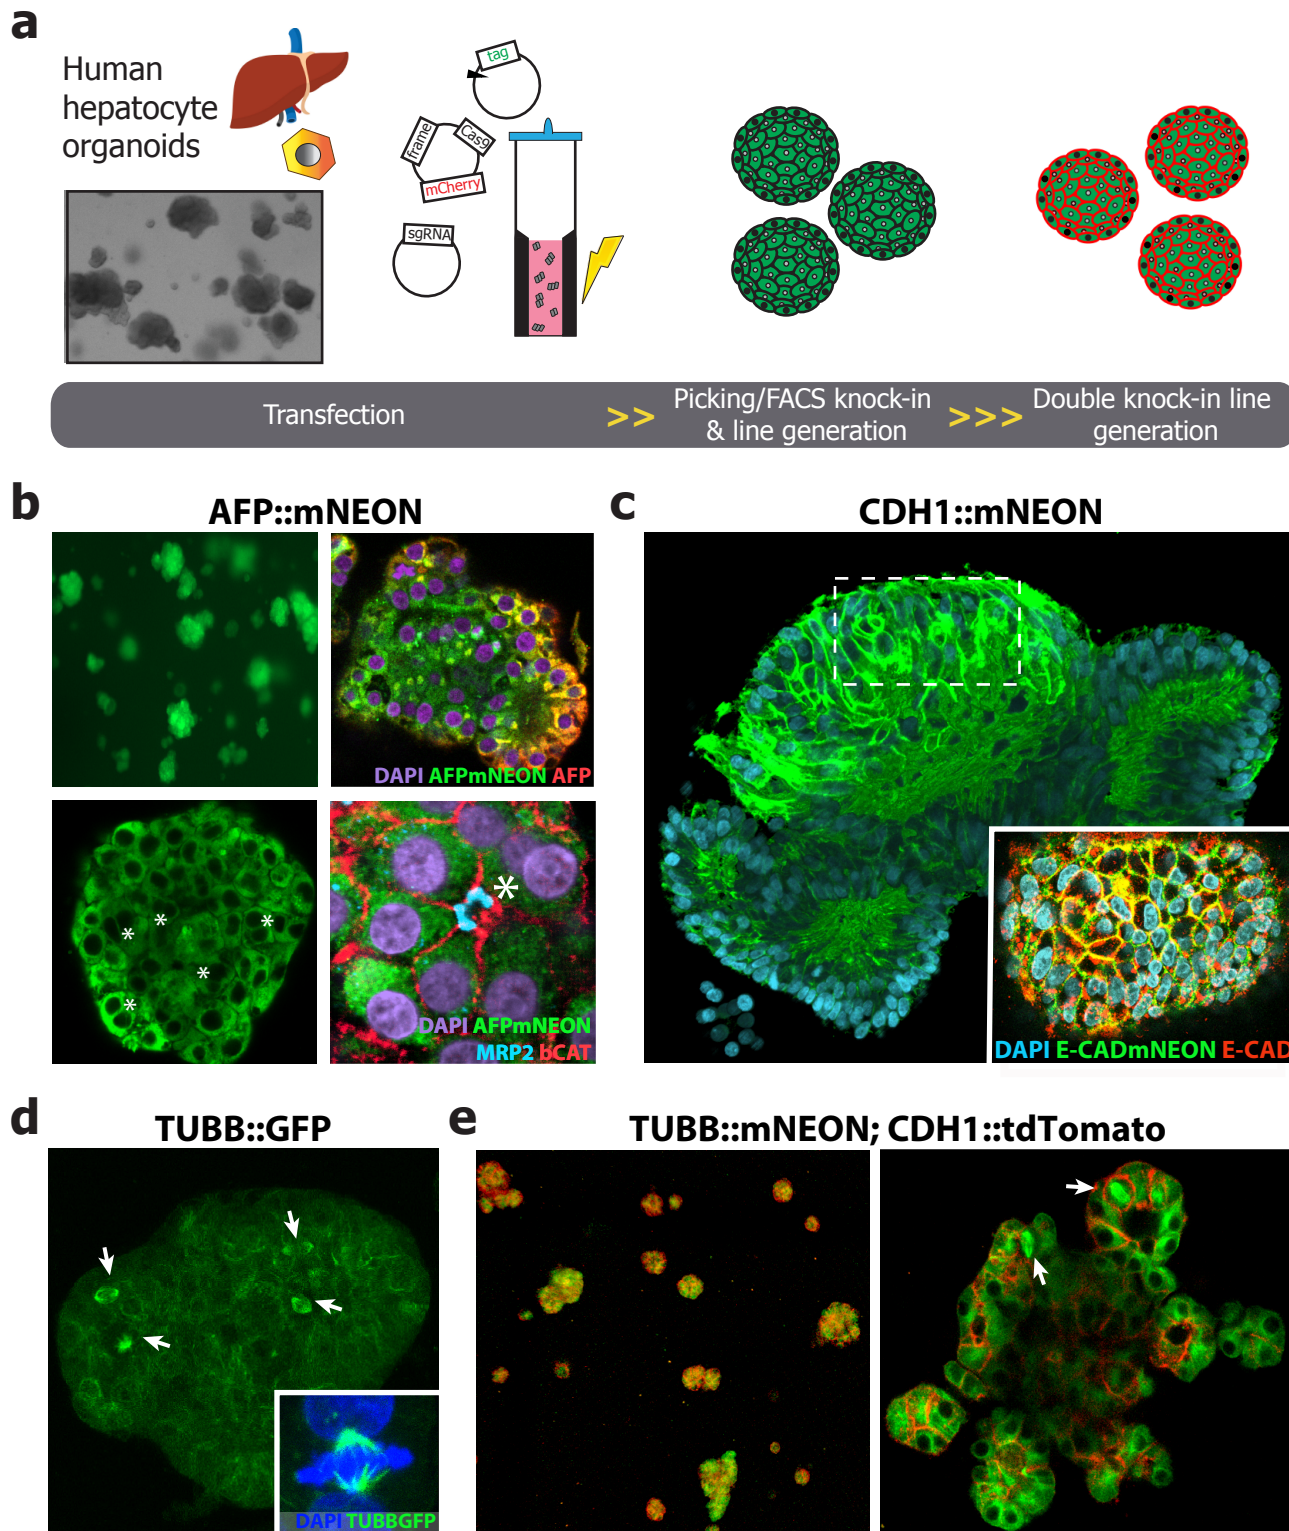 a
Human
hepatocyte
organoids
tag
frame
Cas9
mCherry
sgRNA
Transfection
>>
Picking/FACS knock-in
& line generation
>>>
Double knock-in line
generation
b
AFP::mNEON
DAPI AFPmNEON AFP
* * * * *
*
DAPI AFPmNEON
MRP2 bCAT
c
CDH1::mNEON
DAPI E-CADmNEON E-CAD
d
TUBB::GFP
DAPI TUBBGFP
e
TUBB::mNEON; CDH1::tdTomato